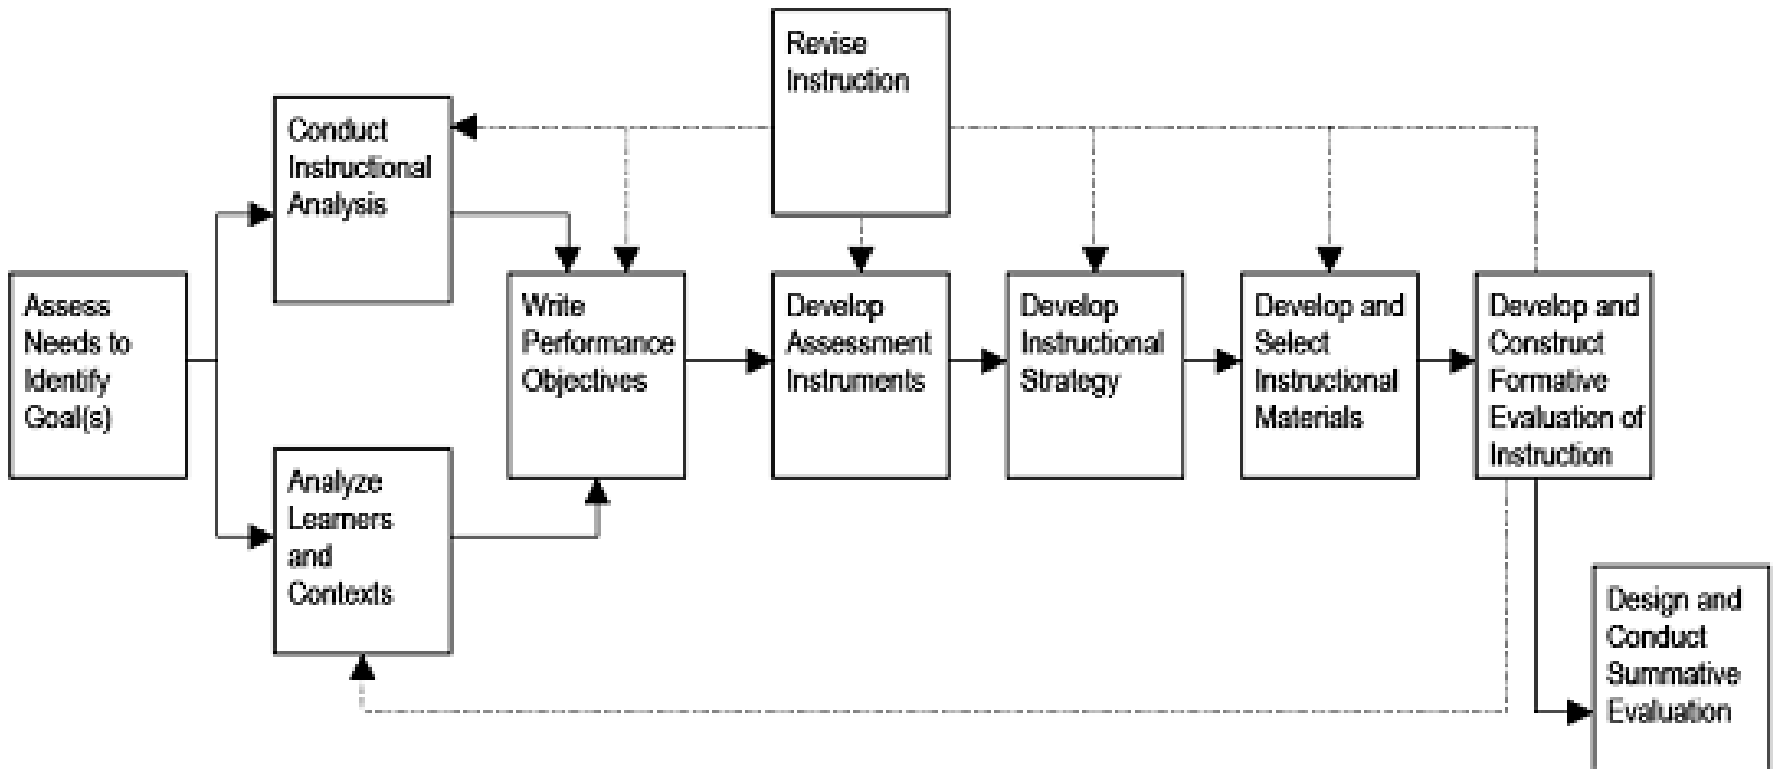 Revise
Instruction
Conduct
Instructional
Analysis
Assess
Needs to
Identify
Goal(s)
Write
Performance
Objectives
Develop
Assessment
Instruments
Develop
Instructional
Strategy
Develop and
Select
Instructional
Materials
Develop and
Construct
Formative
Evaluation of
Instruction
Analyze
Learners
and
Contexts
Design and
Conduct
Summative
Evaluation